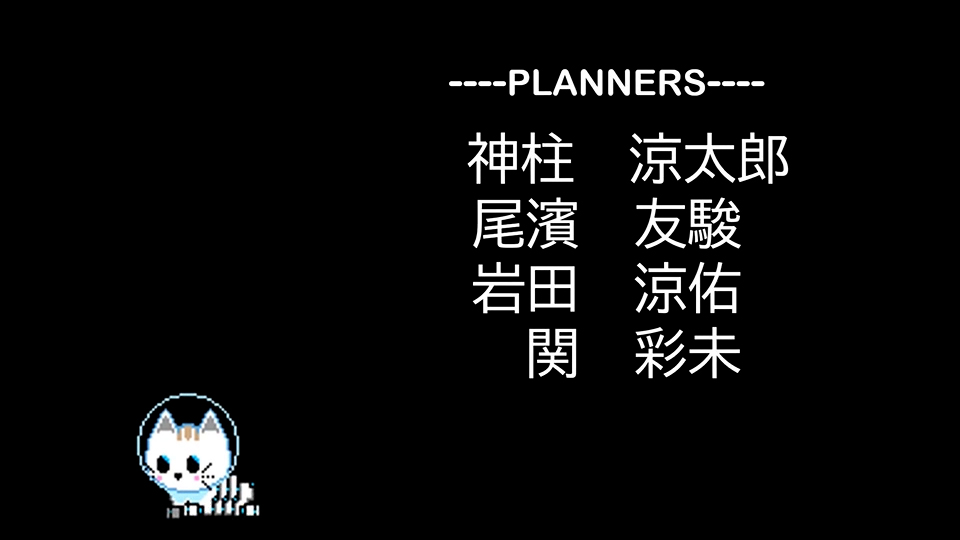 ----PLANNERS----
神柱　涼太郎
尾濱　友駿
岩田　涼佑
関　彩未